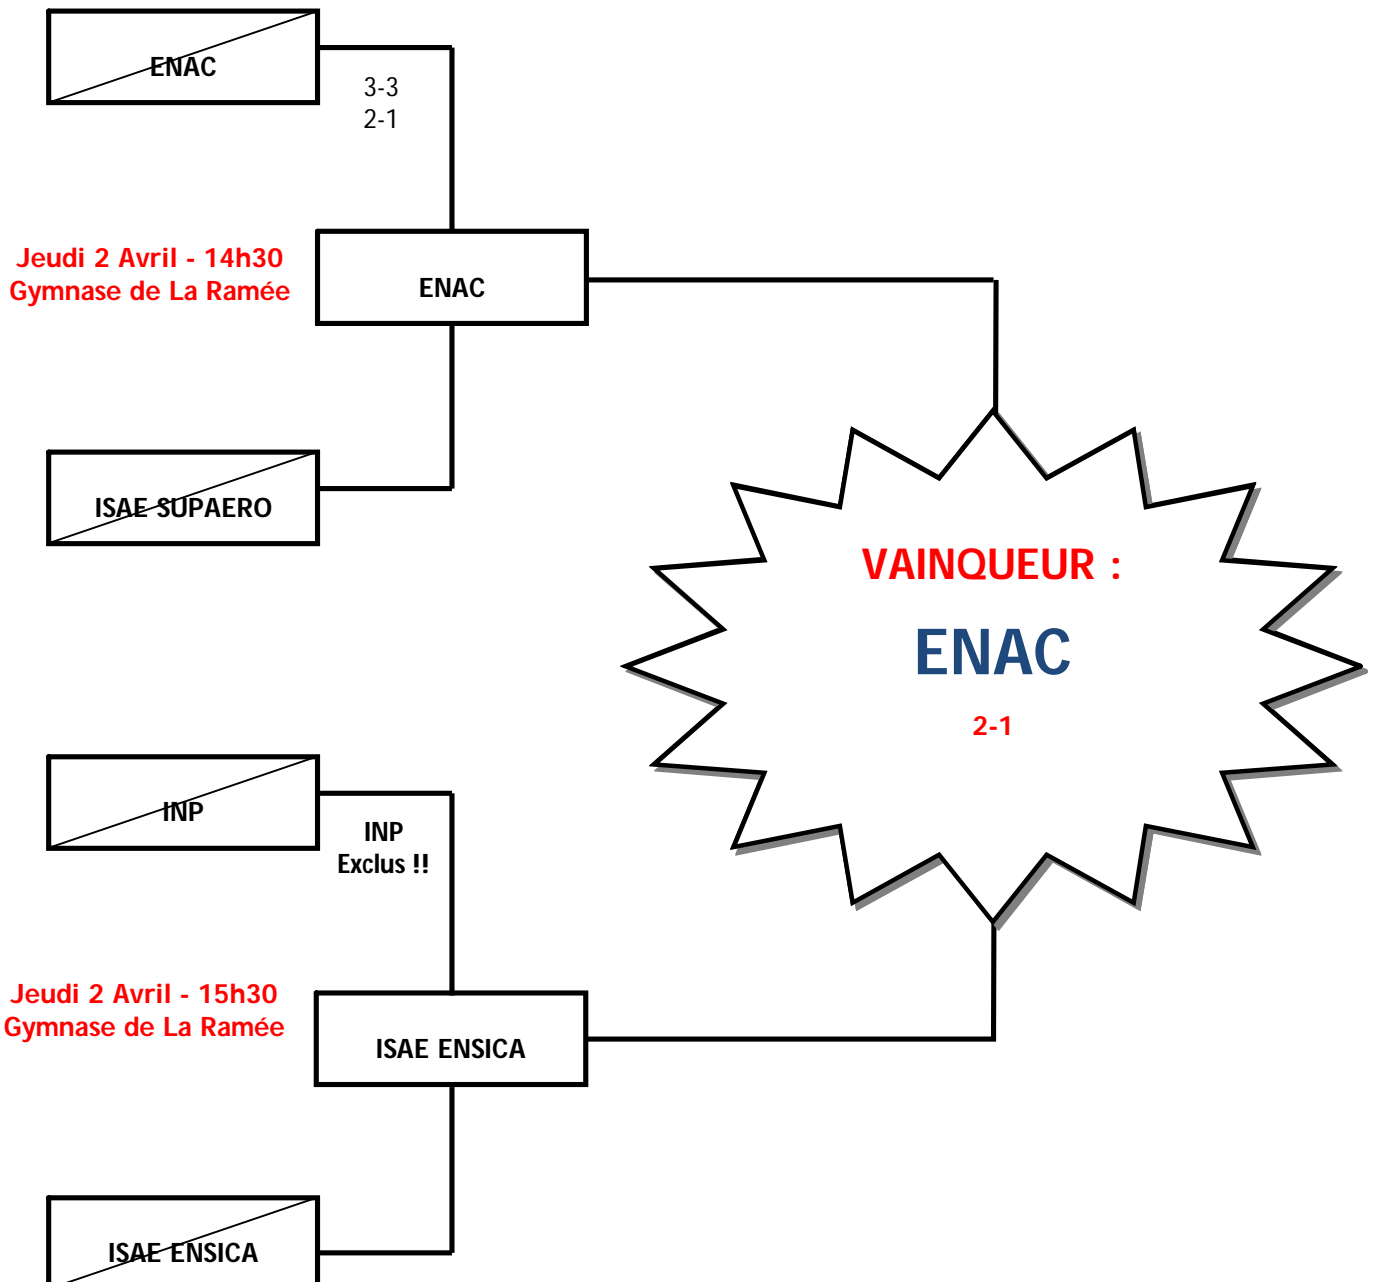 ENAC
3-3
2-1
Jeudi 2 Avril - 14h30
Gymnase de La Ramée
ENAC
ISAE SUPAERO
VAINQUEUR :
ENAC
2-1
INP
INP
Exclus !!
Jeudi 2 Avril - 15h30
Gymnase de La Ramée
ISAE ENSICA
ISAE ENSICA